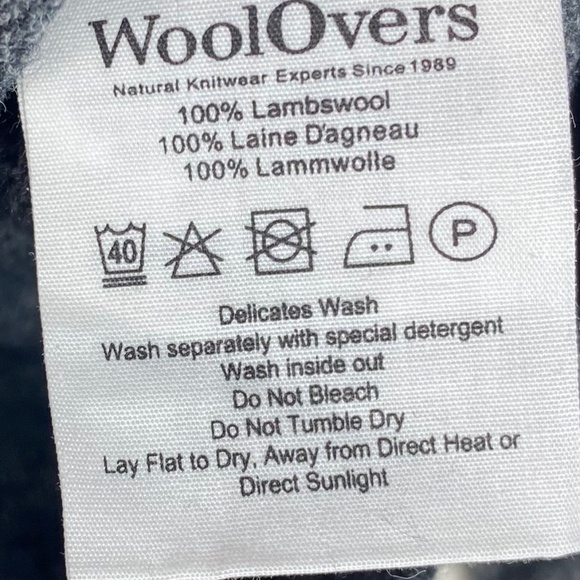 WoolOvers
Natural Knitwear Experts Since 1989
100% Lambswool
100% Laine D'agneau
100% Lammwolle
40 P
Delicates Wash
Wash separately with special detergent
Wash inside out
Do Not Bleach
Do Not Tumble Dry
Lay Flat to Dry, Away from Direct Heat or
Direct Sunlight